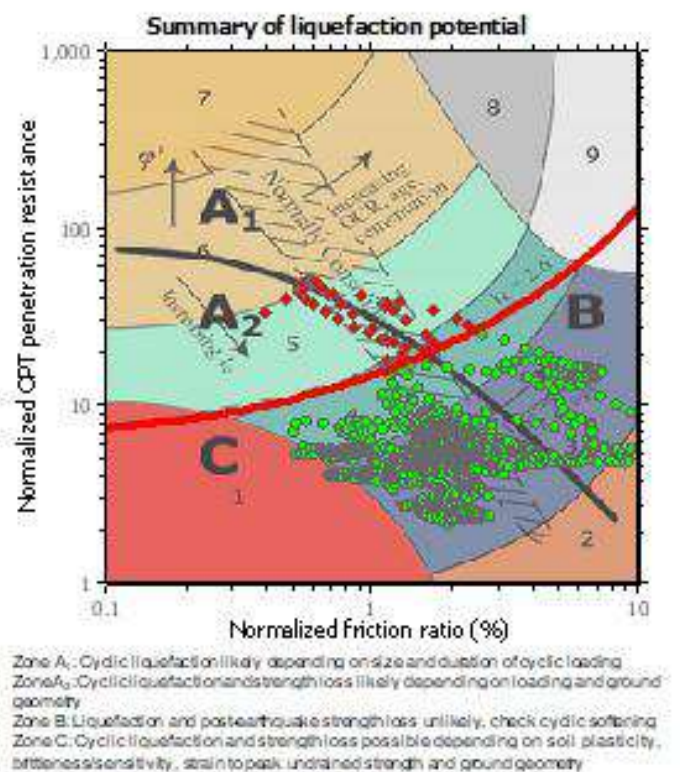 Summary of liquefaction potential
1,000
7
8
9
φ'
Normally Consol
increasing
OCR, age,
cementation
A1
100
6
A2
B
Increasing
5
10
C
1
2
1
0.1
1
10
Normalized CPT penetration resistance
Normalized friction ratio (%)
Zone A1: Cyclic liquefaction likely depending on size and duration of cyclic loading
Zone A2: Cyclic liquefaction and strength loss likely depending on loading and ground
geometry
Zone B: Liquefaction and post-earthquake strength loss unlikely, check cyclic softening
Zone C: Cyclic liquefaction and strength loss possible depending on soil plasticity,
brittleness/sensitivity, strain to peak undrained strength and ground geometry